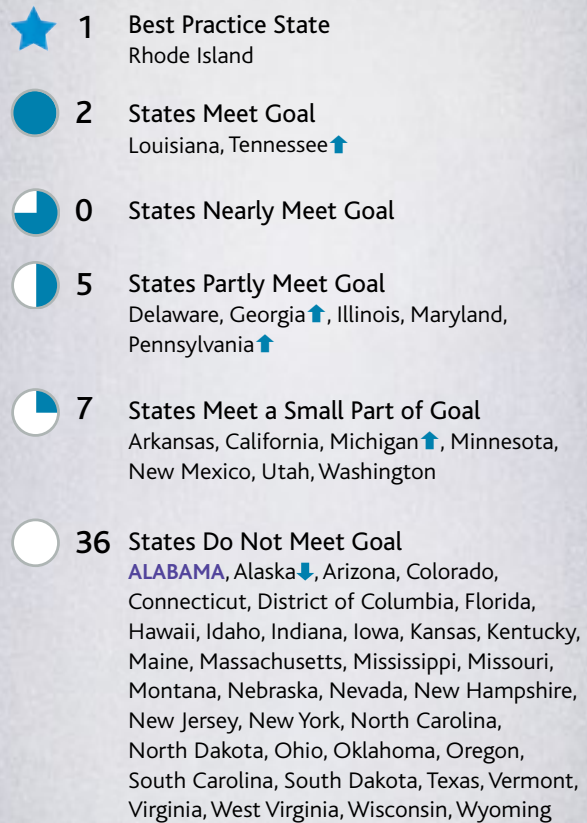 1 Best Practice State
Rhode Island
2 States Meet Goal
Louisiana, Tennessee⬆
0 States Nearly Meet Goal
5 States Partly Meet Goal
Delaware, Georgia⬆, Illinois, Maryland,
Pennsylvania⬆
7 States Meet a Small Part of Goal
Arkansas, California, Michigan⬆, Minnesota,
New Mexico, Utah, Washington
36 States Do Not Meet Goal
ALABAMA, Alaska⬇, Arizona, Colorado,
Connecticut, District of Columbia, Florida,
Hawaii, Idaho, Indiana, Iowa, Kansas, Kentucky,
Maine, Massachusetts, Mississippi, Missouri,
Montana, Nebraska, Nevada, New Hampshire,
New Jersey, New York, North Carolina,
North Dakota, Ohio, Oklahoma, Oregon,
South Carolina, South Dakota, Texas, Vermont,
Virginia, West Virginia, Wisconsin, Wyoming